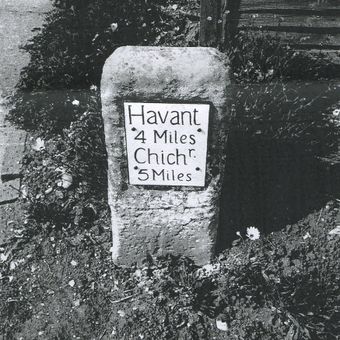 Havant
4 Miles
Chichr.
5 Miles